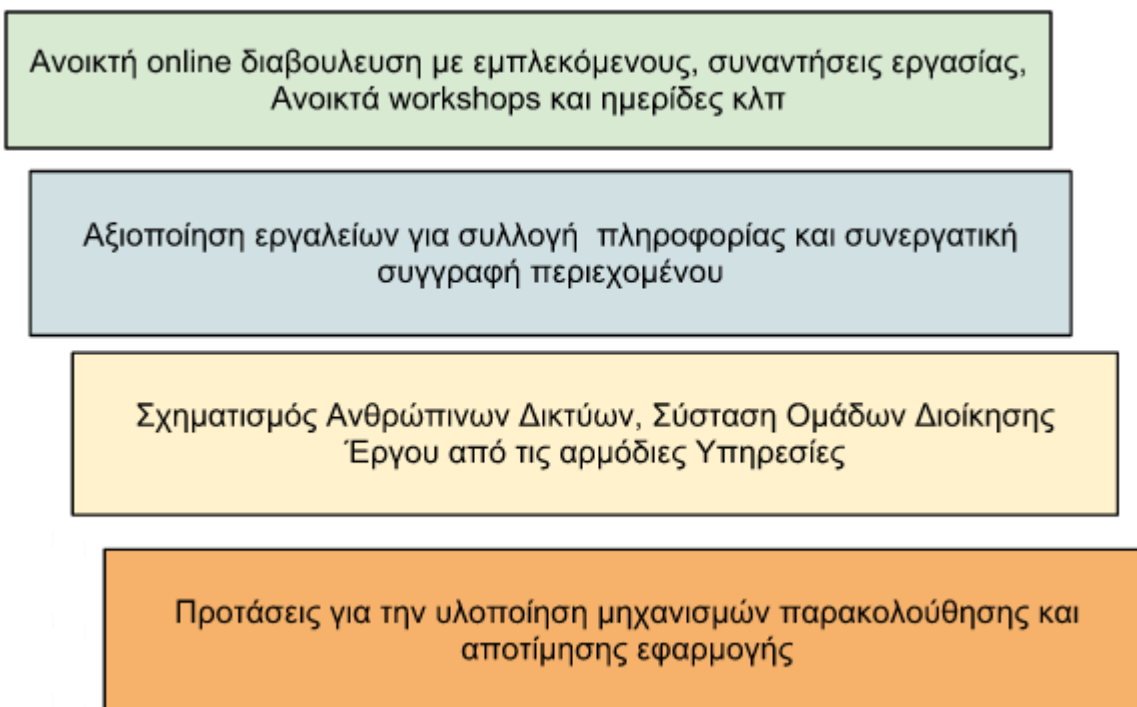 Ανοικτή online διαβουλευση με εμπλεκόμενους, συναντήσεις εργασίας,
Ανοικτά workshops και ημερίδες κλπ
Αξιοποίηση εργαλείων για συλλογή  πληροφορίας και συνεργατική
συγγραφή περιεχομένου
Σχηματισμός Ανθρώπινων Δικτύων, Σύσταση Ομάδων Διοίκησης
Έργου από τις αρμόδιες Υπηρεσίες
Προτάσεις για την υλοποίηση μηχανισμών παρακολούθησης και
αποτίμησης εφαρμογής